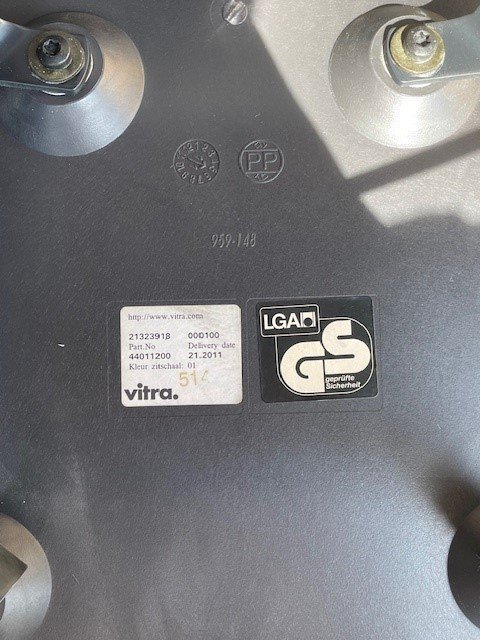 PP
959-148
http://www.vitra.com
21323918 000100
Part.No Delivery date
44011200 21.2011
Kleur zitschaal: 01
514
vitra.
LGA
GS
geprüfte
Sicherheit